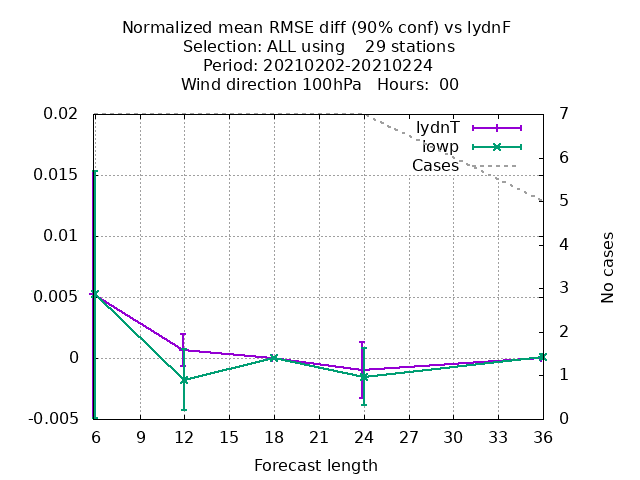 Normalized mean RMSE diff (90% conf) vs IydnF
Selection: ALL using    29 stations
Period: 20210202-20210224
Wind direction 100hPa   Hours:  00
0.02
0.015
0.01
0.005
0
-0.005
7
6
5
4
3
2
1
0
No cases
IydnT
iowp
Cases
6 9 12 15 18 21 24 27 30 33 36
Forecast length